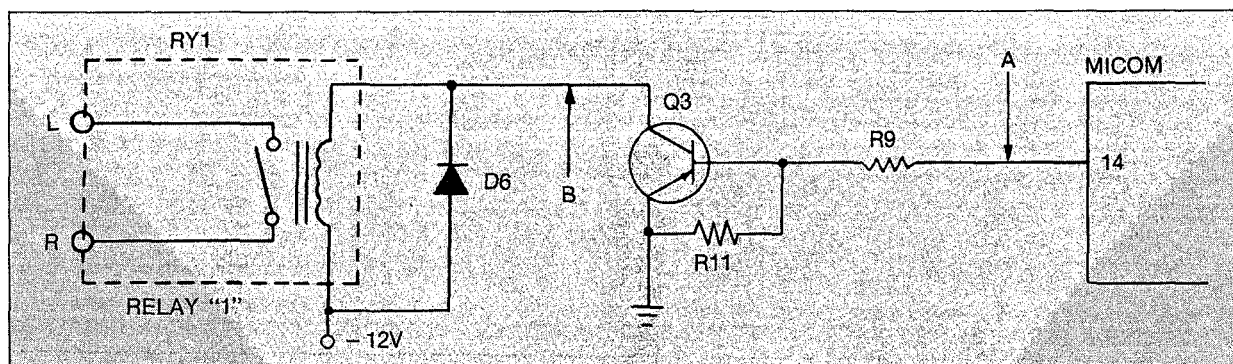 RY1
A
MICOM
L
Q3
R9
14
D6
B
R
R11
RELAY “1”
– 12V